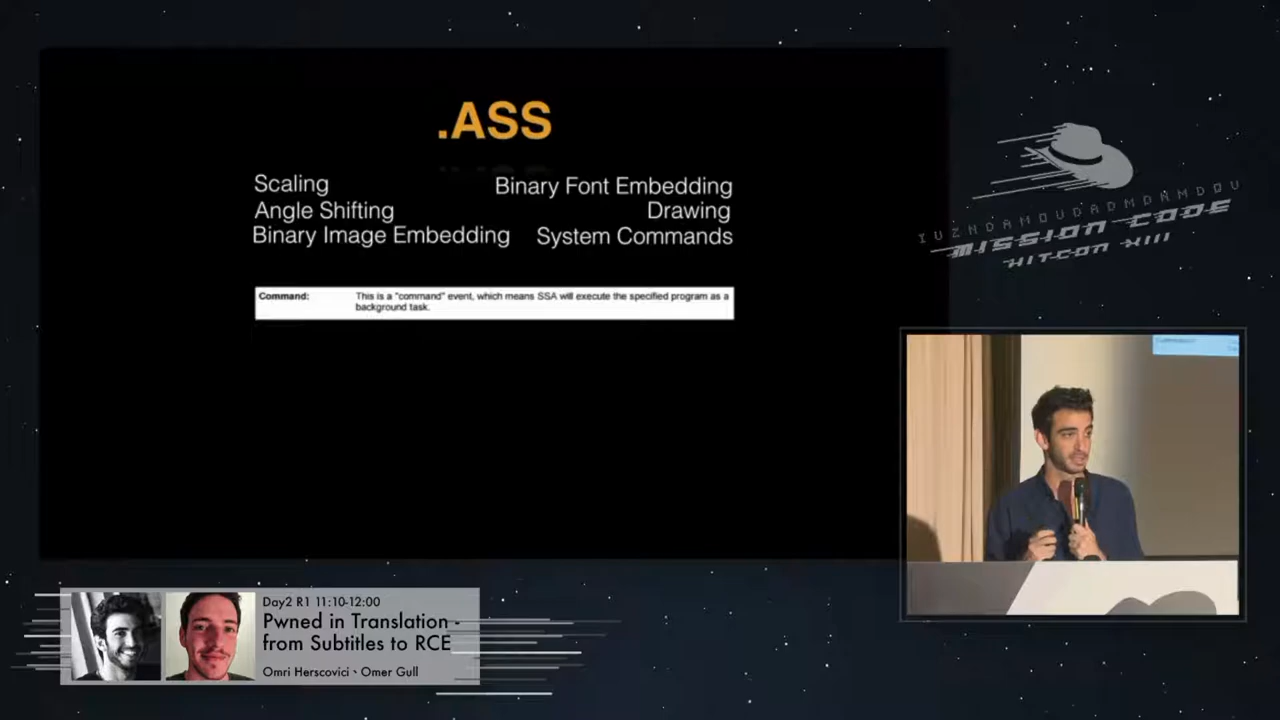 .ASS
Scaling
Angle Shifting
Binary Image Embedding
Binary Font Embedding
Drawing
System Commands
Command: This is a "command" event, which means SSA will execute the specified program as a
background task.
MISSION CODE
HITCON XIII
Day2 R1 11:10-12:00
Pwned in Translation -
from Subtitles to RCE
Omri Herscovici、Omer Gull